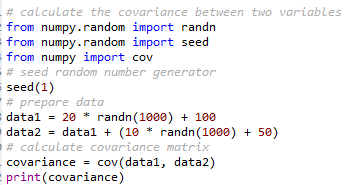 # calculate the covariance between two variables
from numpy.random import randn
from numpy.random import seed
from numpy import cov
# seed random number generator
seed(1)
# prepare data
data1 = 20 * randn(1000) + 100
data2 = data1 + (10 * randn(1000) + 50)
# calculate covariance matrix
covariance = cov(data1, data2)
print(covariance)